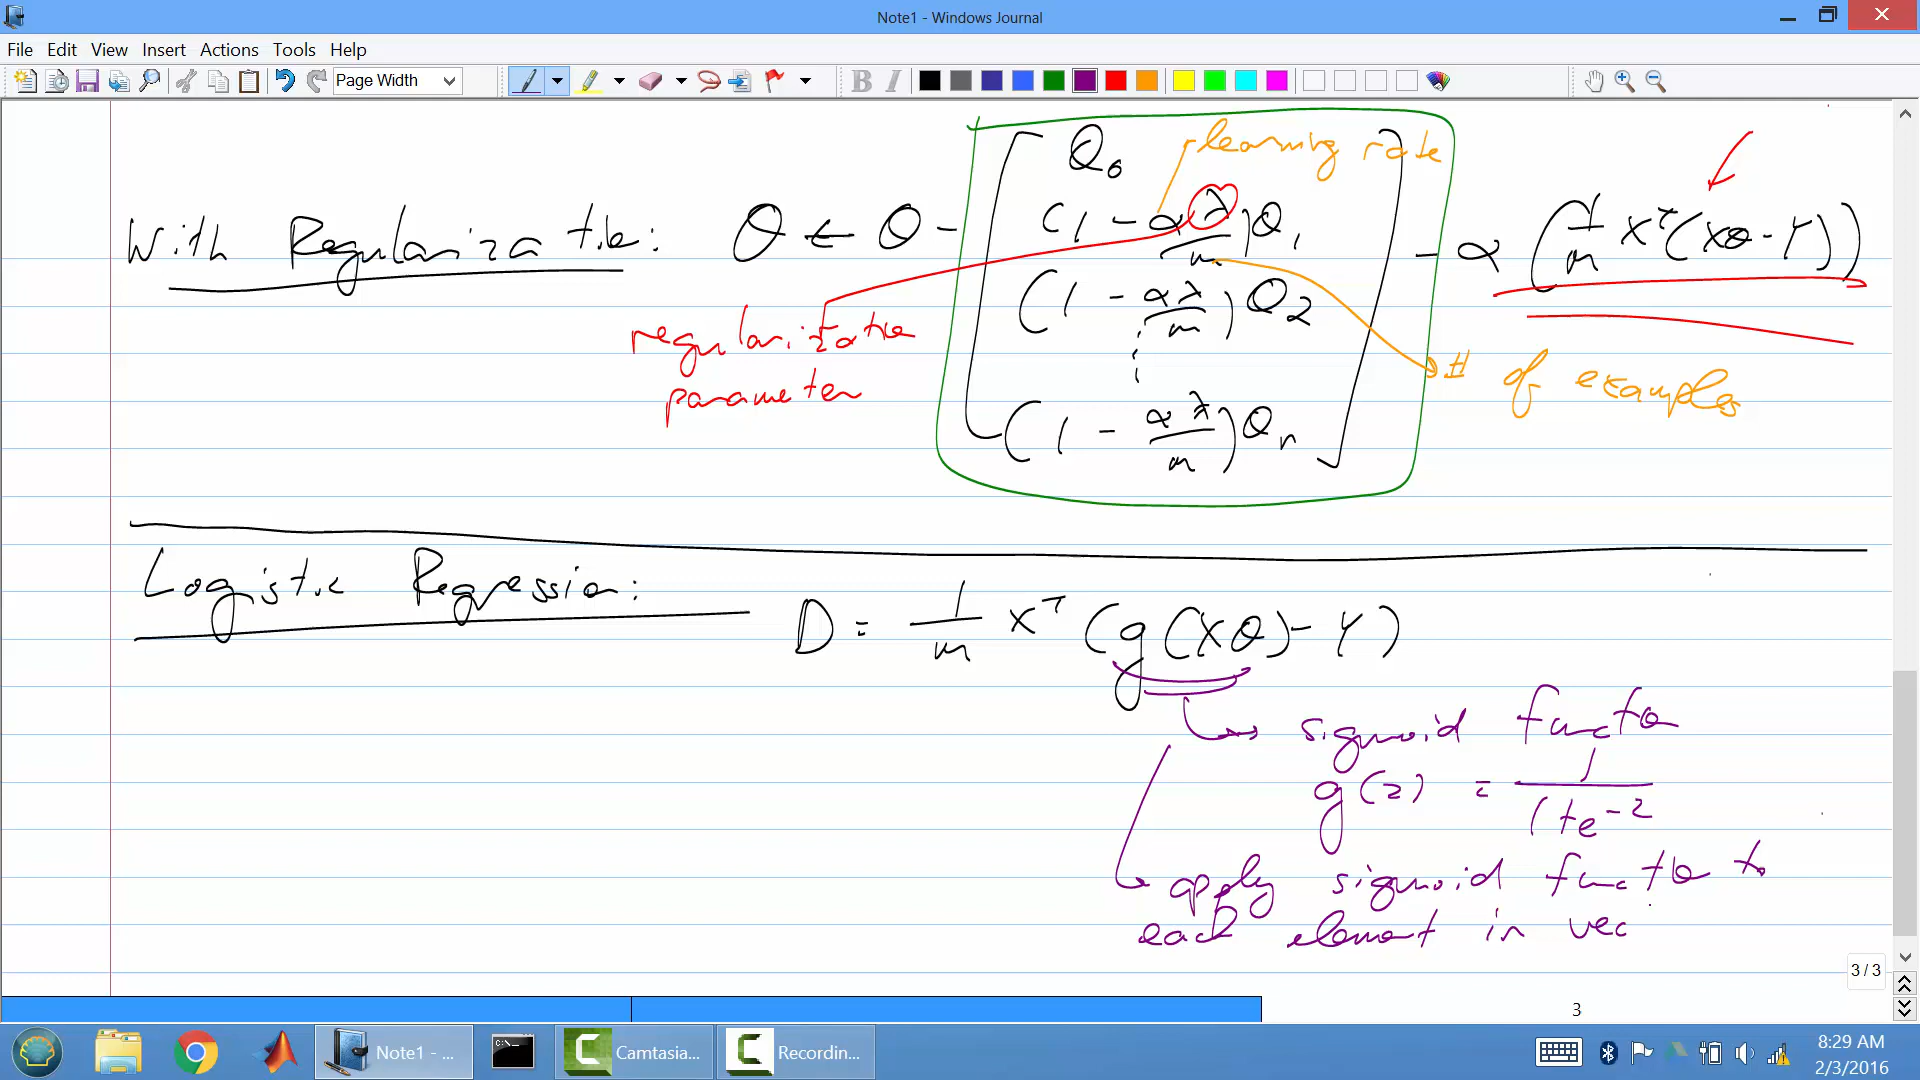 Note1 - Windows Journal
File Edit View Insert Actions Tools Help
Page Width
B I
learning rate
With Regularization: θ ← θ - [ θ₀
(1 - αλ/m)θ₁
(1 - αλ/m)θ₂
⋮
(1 - αλ/m)θₙ ] - α (1/m Xᵀ(Xθ - Y))
regularization
parameter
# of examples
Logistic Regression:
D = 1/m Xᵀ (g(Xθ) - Y)
sigmoid function
g(z) = 1/(1+e⁻ᶻ)
apply sigmoid function to
each element in vec
3 / 3
3
Note1 - ...
C:\_
Camtasia...
Recordin...
8:29 AM
2/3/2016